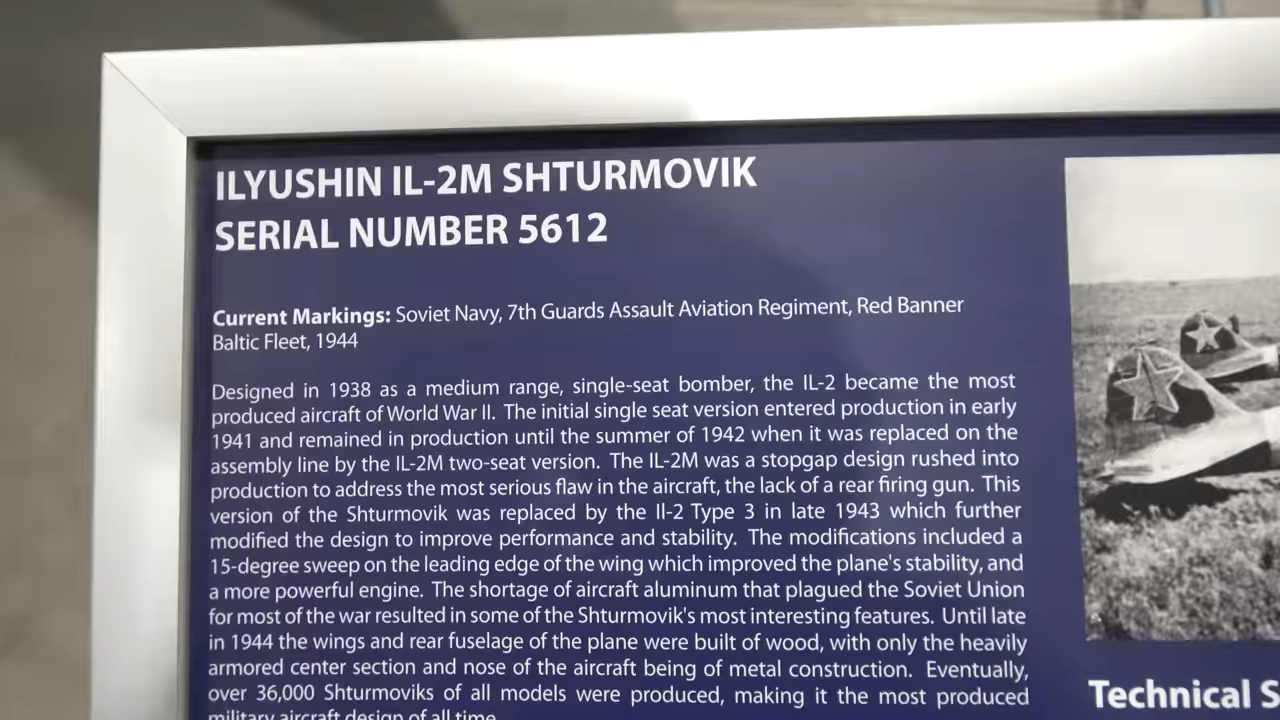 ILYUSHIN IL-2M SHTURMOVIK
SERIAL NUMBER 5612
Current Markings: Soviet Navy, 7th Guards Assault Aviation Regiment, Red Banner
Baltic Fleet, 1944
Designed in 1938 as a medium range, single-seat bomber, the IL-2 became the most
produced aircraft of World War II. The initial single seat version entered production in early
1941 and remained in production until the summer of 1942 when it was replaced on the
assembly line by the IL-2M two-seat version. The IL-2M was a stopgap design rushed into
production to address the most serious flaw in the aircraft, the lack of a rear firing gun. This
version of the Shturmovik was replaced by the Il-2 Type 3 in late 1943 which further
modified the design to improve performance and stability. The modifications included a
15-degree sweep on the leading edge of the wing which improved the plane's stability, and
a more powerful engine. The shortage of aircraft aluminum that plagued the Soviet Union
for most of the war resulted in some of the Shturmovik's most interesting features. Until late
in 1944 the wings and rear fuselage of the plane were built of wood, with only the heavily
armored center section and nose of the aircraft being of metal construction. Eventually,
over 36,000 Shturmoviks of all models were produced, making it the most produced
military aircraft design of all time.
Technical S